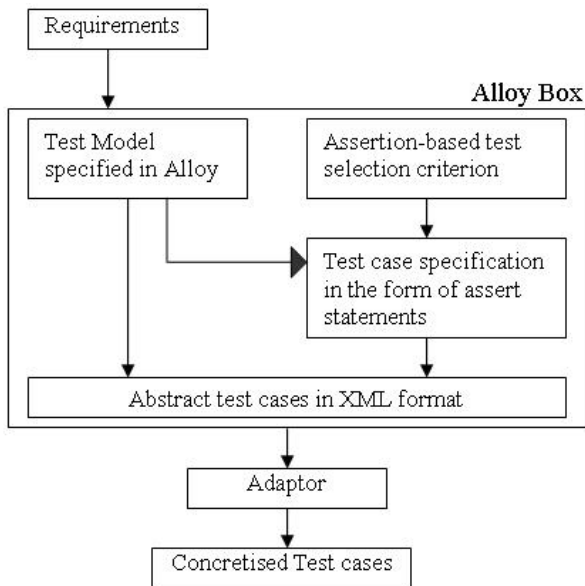 Requirements
Alloy Box
Test Model
specified in Alloy
Assertion-based test
selection criterion
Test case specification
in the form of assert
statements
Abstract test cases in XML format
Adaptor
Concretised Test cases